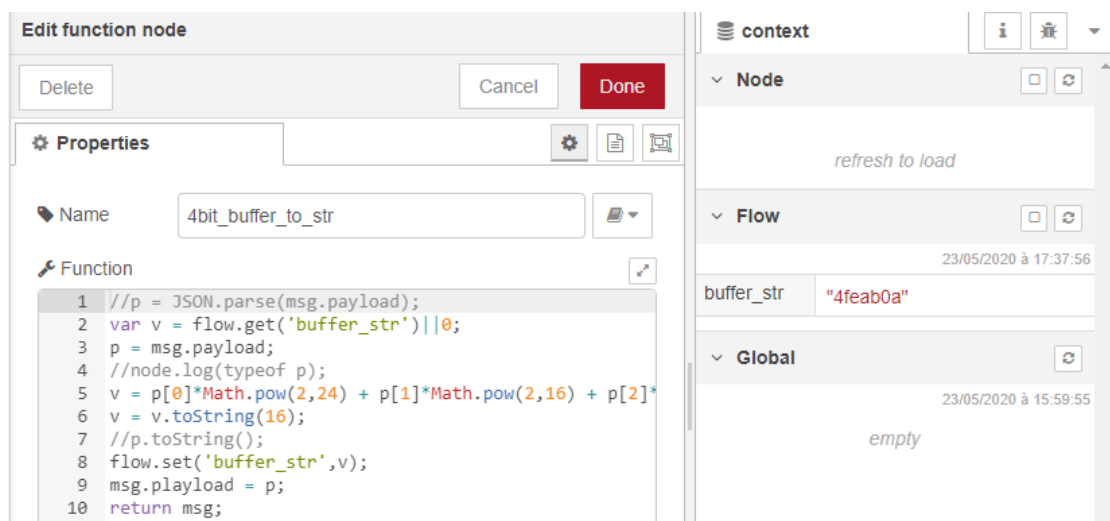 Edit function node
Delete
Cancel
Done
Properties
Name
4bit_buffer_to_str
Function
1 //p = JSON.parse(msg.payload);
2 var v = flow.get('buffer_str')||0;
3 p = msg.payload;
4 //node.log(typeof p);
5 v = p[0]*Math.pow(2,24) + p[1]*Math.pow(2,16) + p[2]*
6 v = v.toString(16);
7 //p.toString();
8 flow.set('buffer_str',v);
9 msg.playload = p;
10 return msg;
context
i
Node
refresh to load
Flow
23/05/2020 à 17:37:56
buffer_str "4feab0a"
Global
23/05/2020 à 15:59:55
empty